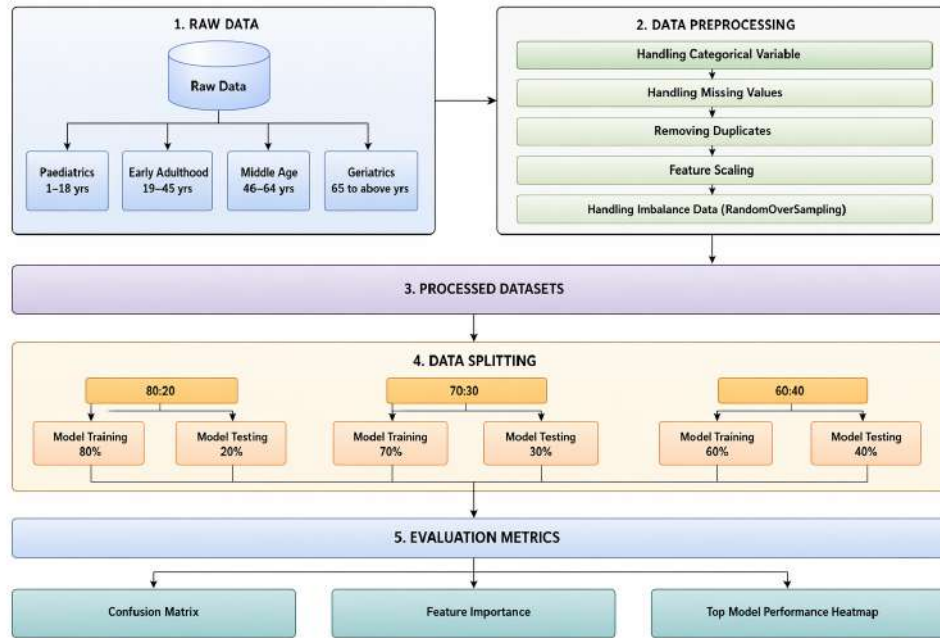 1. RAW DATA
Raw Data
Paediatrics
1–18 yrs
Early Adulthood
19–45 yrs
Middle Age
46–64 yrs
Geriatrics
65 to above yrs
2. DATA PREPROCESSING
Handling Categorical Variable
Handling Missing Values
Removing Duplicates
Feature Scaling
Handling Imbalance Data (RandomOverSampling)
3. PROCESSED DATASETS
4. DATA SPLITTING
80:20
Model Training
80%
Model Testing
20%
70:30
Model Training
70%
Model Testing
30%
60:40
Model Training
60%
Model Testing
40%
5. EVALUATION METRICS
Confusion Matrix
Feature Importance
Top Model Performance Heatmap